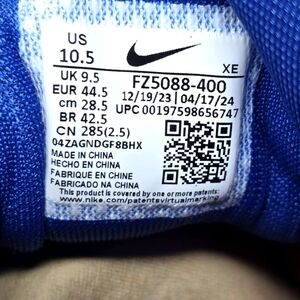 US
10.5
XE
UK 9.5
FZ5088-400
EUR 44.5
12/19/23 | 04/17/24
cm 28.5
UPC 00197598656747
BR 42.5
CN 285(2.5)
04ZAGNDGF8BHX
MADE IN CHINA
HECHO EN CHINA
FABRIQUE EN CHINE
FABRICADO NA CHINA
This product is covered by one or more patents:
www.nike.com/patentsvirtualmarking